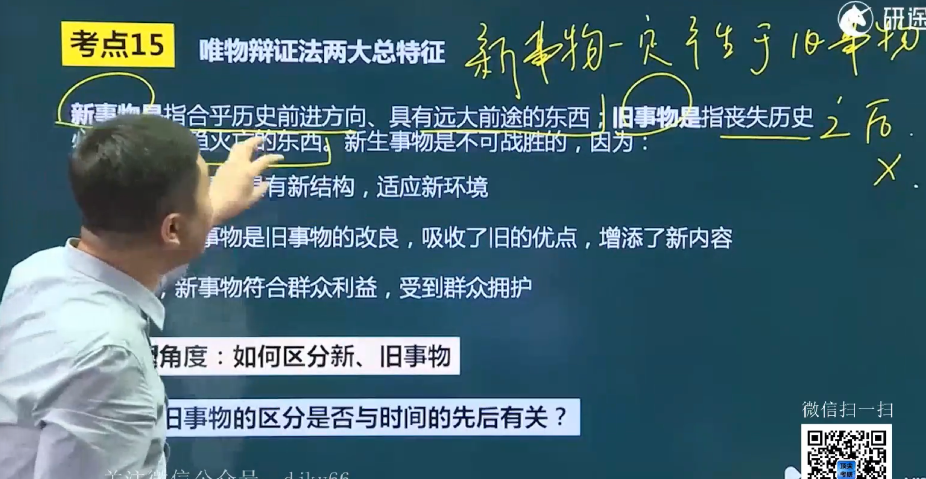 考点15
唯物辩证法两大总特征
新事物一定产生于旧事物
之后
×
新事物是指合乎历史前进方向、具有远大前途的东西；旧事物是指丧失历史
灭亡的东西。新生事物是不可战胜的，因为：
有新结构，适应新环境
事物是旧事物的改良，吸收了旧的优点，增添了新内容
，新事物符合群众利益，受到群众拥护
角度：如何区分新、旧事物
旧事物的区分是否与时间的先后有关？
微信扫一扫
研途